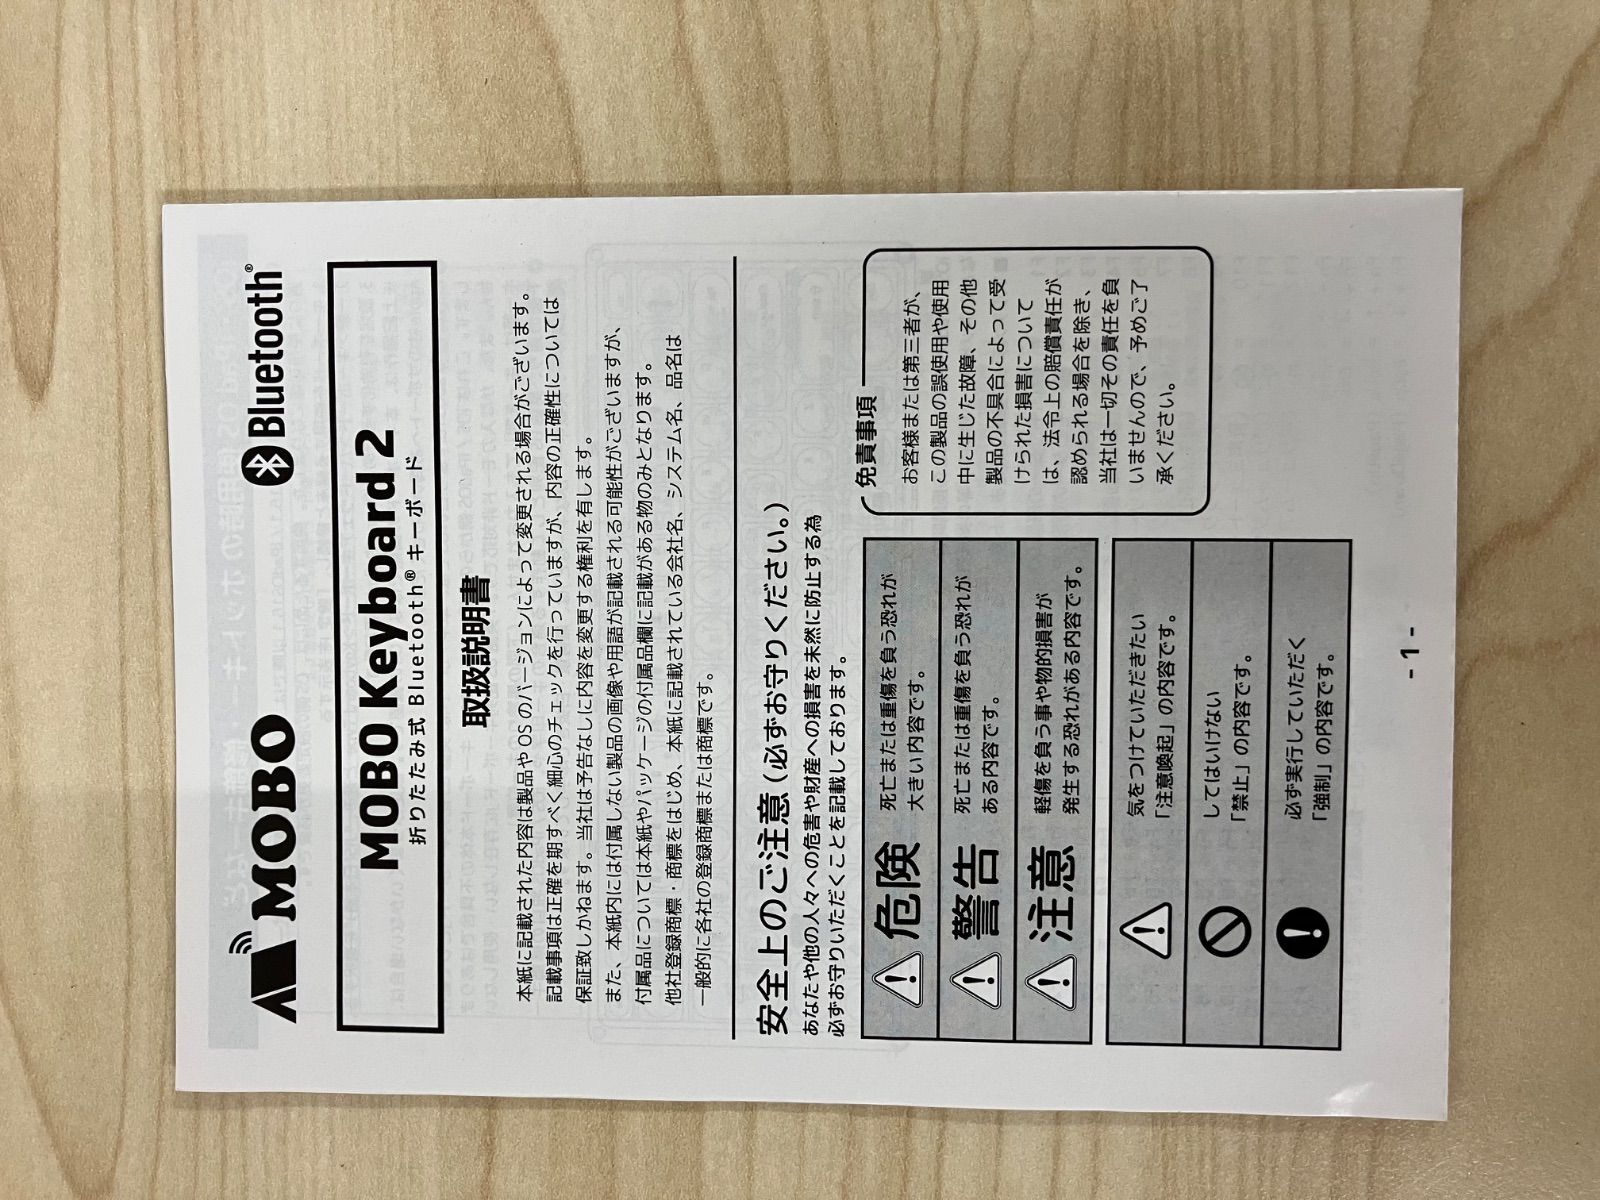 MOBO
Bluetooth®
MOBO Keyboard 2
折りたたみ式 Bluetooth® キーボード
取扱説明書
本紙に記載された内容は製品や OS のバージョンによって変更される場合がございます。
記載事項は正確を期すべく細心のチェックを行っていますが、内容の正確性については
保証致しかねます。当社は予告なしに内容を変更する権利を有します。
また、本紙内には付属しない製品の画像や用語が記載される可能性がございますが、
付属品については本紙やパッケージの付属品欄に記載がある物のみとなります。
他社登録商標・商標をはじめ、本紙に記載されている会社名、システム名、品名は
一般的に各社の登録商標または商標です。
安全上のご注意（必ずお守りください。）
あなたや他の人々への危害や財産への損害を未然に防止する為
必ずお守りいただくことを記載しております。
危険
死亡または重傷を負う恐れが
大きい内容です。
警告
死亡または重傷を負う恐れが
ある内容です。
注意
軽傷を負う事や物的損害が
発生する恐れがある内容です。
気をつけていただきたい
「注意喚起」の内容です。
してはいけない
「禁止」の内容です。
必ず実行していただく
「強制」の内容です。
免責事項
お客様または第三者が、
この製品の誤使用や使用
中に生じた故障、その他
製品の不具合によって受
けられた損害について
は、法令上の賠償責任が
認められる場合を除き、
当社は一切その責任を負
いませんので、予めご了
承ください。
- 1 -